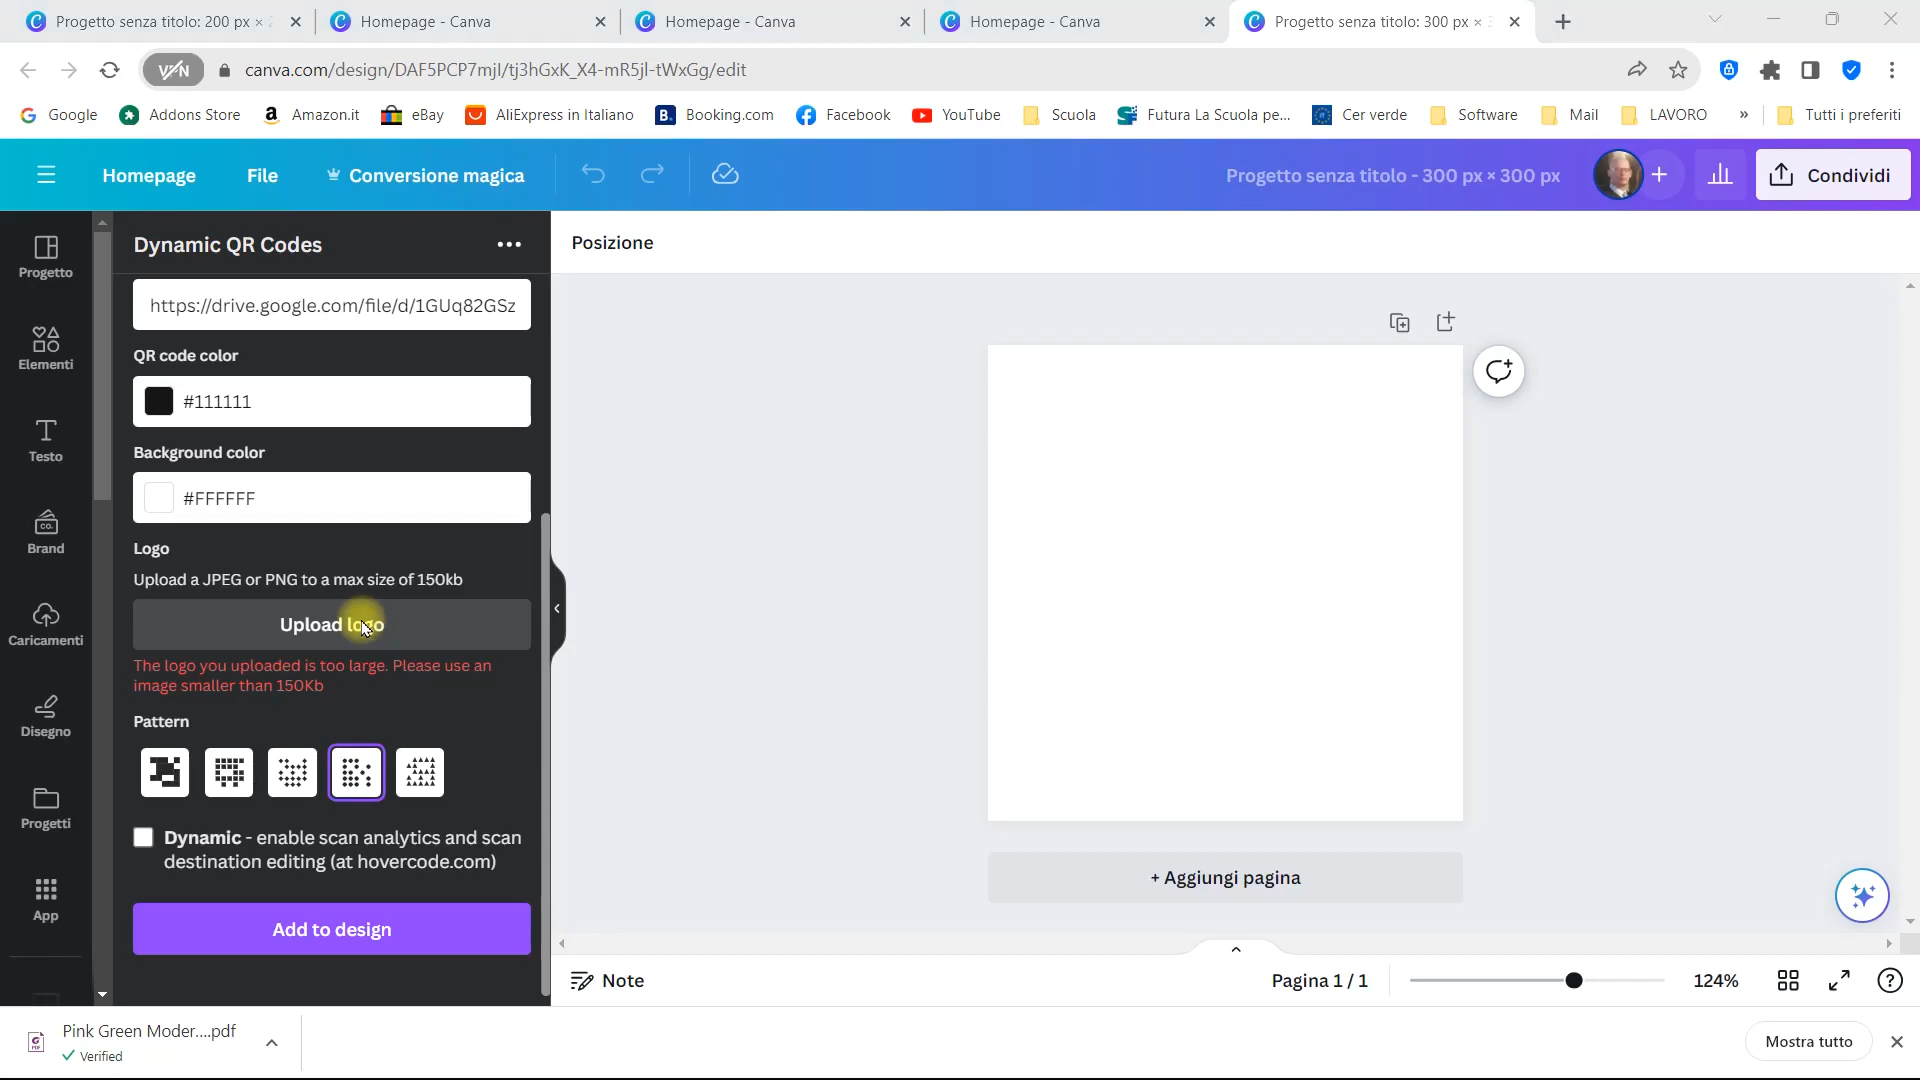 Progetto senza titolo: 200 px ×
Homepage - Canva
Homepage - Canva
Homepage - Canva
Progetto senza titolo: 300 px ×
VPN
canva.com/design/DAF5PCP7mjI/tj3hGxK_X4-mR5jl-tWxGg/edit
Google
Addons Store
Amazon.it
eBay
AliExpress in Italiano
Booking.com
Facebook
YouTube
Scuola
Futura La Scuola pe...
Cer verde
Software
Mail
LAVORO
»
Tutti i preferiti
Homepage
File
Conversione magica
Progetto senza titolo - 300 px × 300 px
Condividi
Progetto
Elementi
Testo
Brand
Caricamenti
Disegno
Progetti
App
Dynamic QR Codes
https://drive.google.com/file/d/1GUq82GSz
QR code color
#111111
Background color
#FFFFFF
Logo
Upload a JPEG or PNG to a max size of 150kb
Upload logo
The logo you uploaded is too large. Please use an
image smaller than 150Kb
Pattern
Dynamic - enable scan analytics and scan
destination editing (at hovercode.com)
Add to design
Posizione
+ Aggiungi pagina
Note
Pagina 1 / 1
124%
Pink Green Moder....pdf
Verified
Mostra tutto